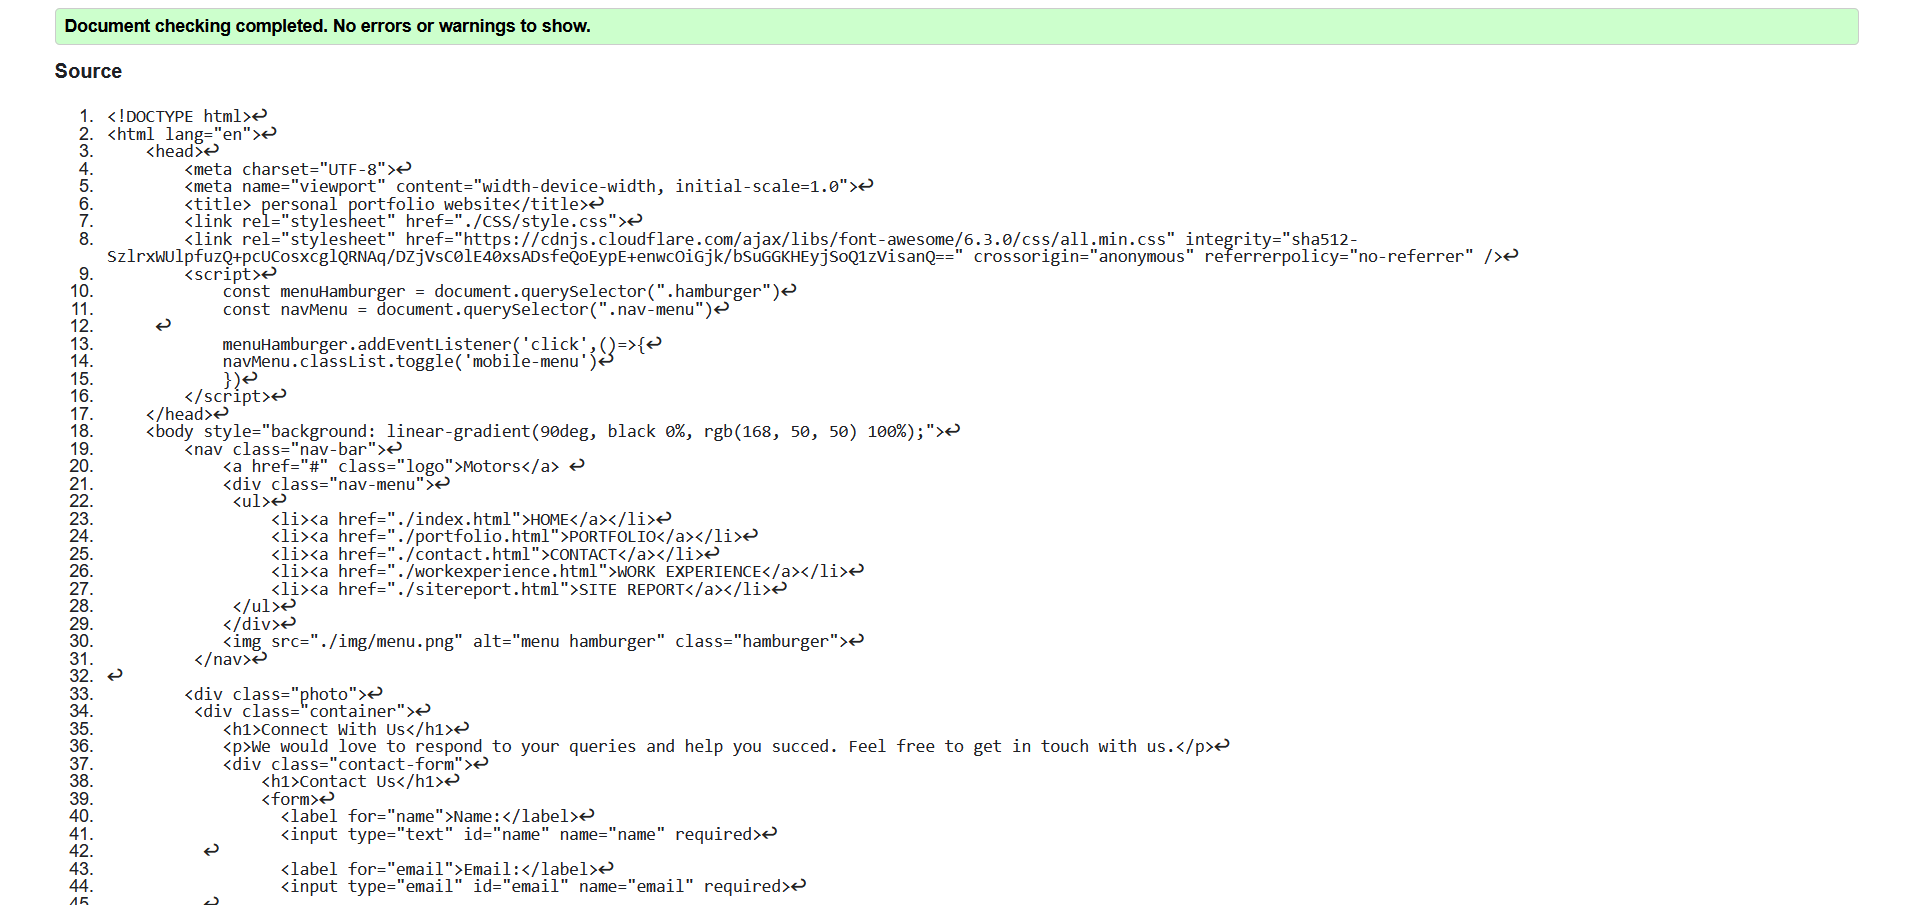 Document checking completed. No errors or warnings to show.
Source
1. <!DOCTYPE html>↩
2. <html lang="en">↩
3. <head>↩
4. <meta charset="UTF-8">↩
5. <meta name="viewport" content="width-device-width, initial-scale=1.0">↩
6. <title> personal portfolio website</title>↩
7. <link rel="stylesheet" href="./CSS/style.css">↩
8. <link rel="stylesheet" href="https://cdnjs.cloudflare.com/ajax/libs/font-awesome/6.3.0/css/all.min.css" integrity="sha512-
SzlrxWUlpfuzQ+pcUCosxcglQRNAq/DZjVsC0lE40xsADsfeQoEypE+enwcOiGjk/bSuGGKHEyjSoQ1zVisanQ==" crossorigin="anonymous" referrerpolicy="no-referrer" />↩
9. <script>↩
10. const menuHamburger = document.querySelector(".hamburger")↩
11. const navMenu = document.querySelector(".nav-menu")↩
12. ↩
13. menuHamburger.addEventListener('click',()=>{↩
14. navMenu.classList.toggle('mobile-menu')↩
15. })↩
16. </script>↩
17. </head>↩
18. <body style="background: linear-gradient(90deg, black 0%, rgb(168, 50, 50) 100%);">↩
19. <nav class="nav-bar">↩
20. <a href="#" class="logo">Motors</a> ↩
21. <div class="nav-menu">↩
22. <ul>↩
23. <li><a href="./index.html">HOME</a></li>↩
24. <li><a href="./portfolio.html">PORTFOLIO</a></li>↩
25. <li><a href="./contact.html">CONTACT</a></li>↩
26. <li><a href="./workexperience.html">WORK EXPERIENCE</a></li>↩
27. <li><a href="./sitereport.html">SITE REPORT</a></li>↩
28. </ul>↩
29. </div>↩
30. <img src="./img/menu.png" alt="menu hamburger" class="hamburger">↩
31. </nav>↩
32. ↩
33. <div class="photo">↩
34. <div class="container">↩
35. <h1>Connect With Us</h1>↩
36. <p>We would love to respond to your queries and help you succed. Feel free to get in touch with us.</p>↩
37. <div class="contact-form">↩
38. <h1>Contact Us</h1>↩
39. <form>↩
40. <label for="name">Name:</label>↩
41. <input type="text" id="name" name="name" required>↩
42. ↩
43. <label for="email">Email:</label>↩
44. <input type="email" id="email" name="email" required>↩
45. ↩